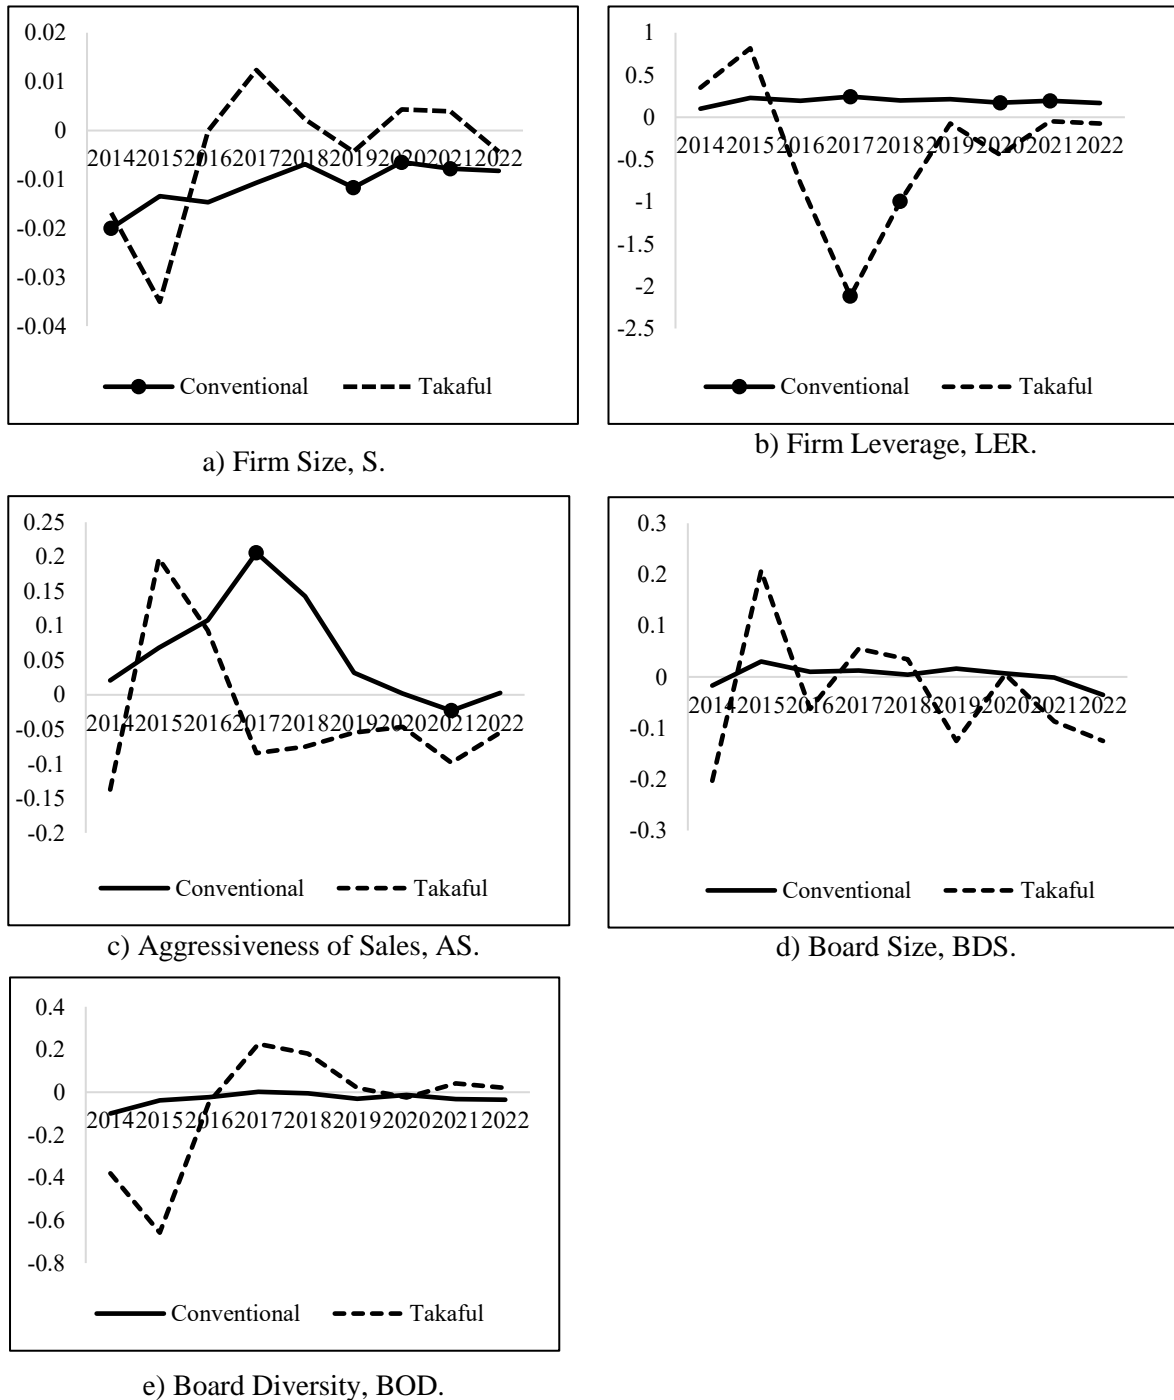 0.02
0.01
0
-0.01
-0.02
-0.03
-0.04
2014 2015 2016 2017 2018 2019 2020 2021 2022
Conventional Takaful
a) Firm Size, S.
1
0.5
0
-0.5
-1
-1.5
-2
-2.5
2014 2015 2016 2017 2018 2019 2020 2021 2022
Conventional Takaful
b) Firm Leverage, LER.
0.25
0.2
0.15
0.1
0.05
0
-0.05
-0.1
-0.15
-0.2
2014 2015 2016 2017 2018 2019 2020 2021 2022
Conventional Takaful
c) Aggressiveness of Sales, AS.
0.3
0.2
0.1
0
-0.1
-0.2
-0.3
2014 2015 2016 2017 2018 2019 2020 2021 2022
Conventional Takaful
d) Board Size, BDS.
0.4
0.2
0
-0.2
-0.4
-0.6
-0.8
2014 2015 2016 2017 2018 2019 2020 2021 2022
Conventional Takaful
e) Board Diversity, BOD.